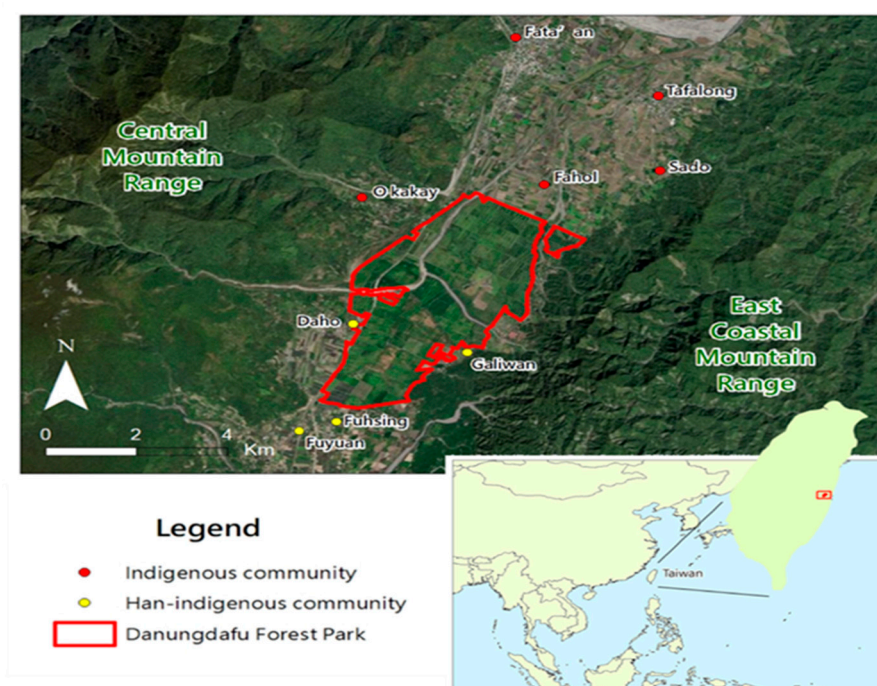 Fata' an
Tafalong
Central
Mountain
Range
Sado
Fahol
O kakay
East
Coastal
Mountain
Range
Daho
Galiwan
N
Fuhsing
Fuyuan
0 2 4 Km
Legend
Indigenous community
Han-indigenous community
Danungdafu Forest Park
Taiwan